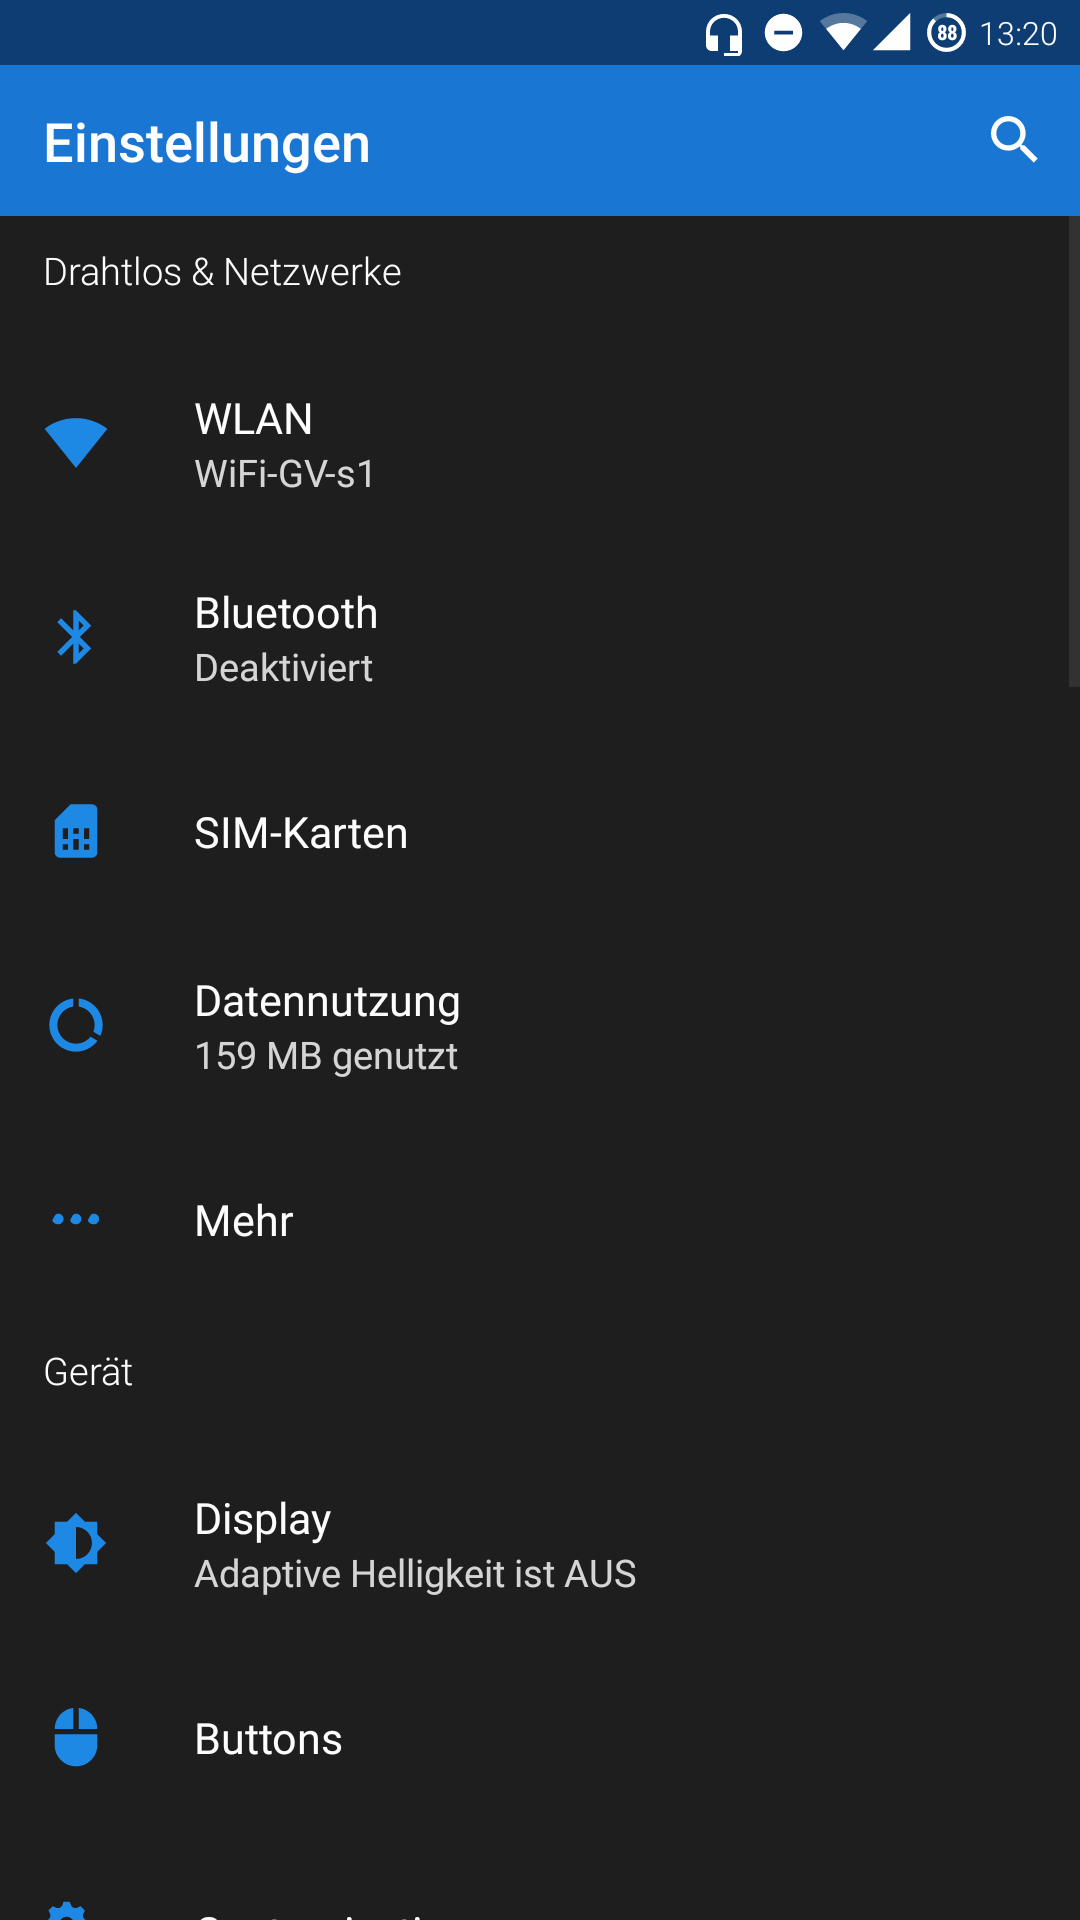 88 13:20
Einstellungen
Drahtlos & Netzwerke
WLAN
WiFi-GV-s1
Bluetooth
Deaktiviert
SIM-Karten
Datennutzung
159 MB genutzt
Mehr
Gerät
Display
Adaptive Helligkeit ist AUS
Buttons